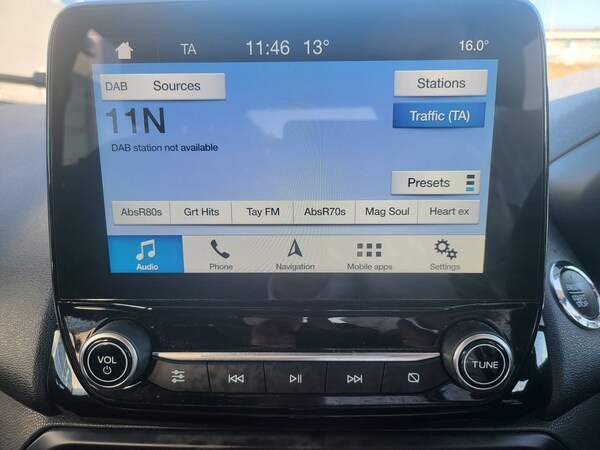 TA 11:46 13° 16.0°
DAB Sources Stations
11N Traffic (TA)
DAB station not available
Presets
AbsR80s Grt Hits Tay FM AbsR70s Mag Soul Heart ex
Audio Phone Navigation Mobile apps Settings
VOL TUNE